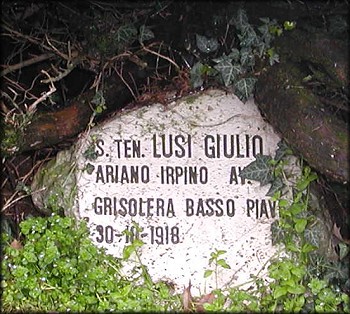 S. TEN. LUSI GIULIO
ARIANO IRPINO AV.
GRISOLERA BASSO PIAV
30-10-1918